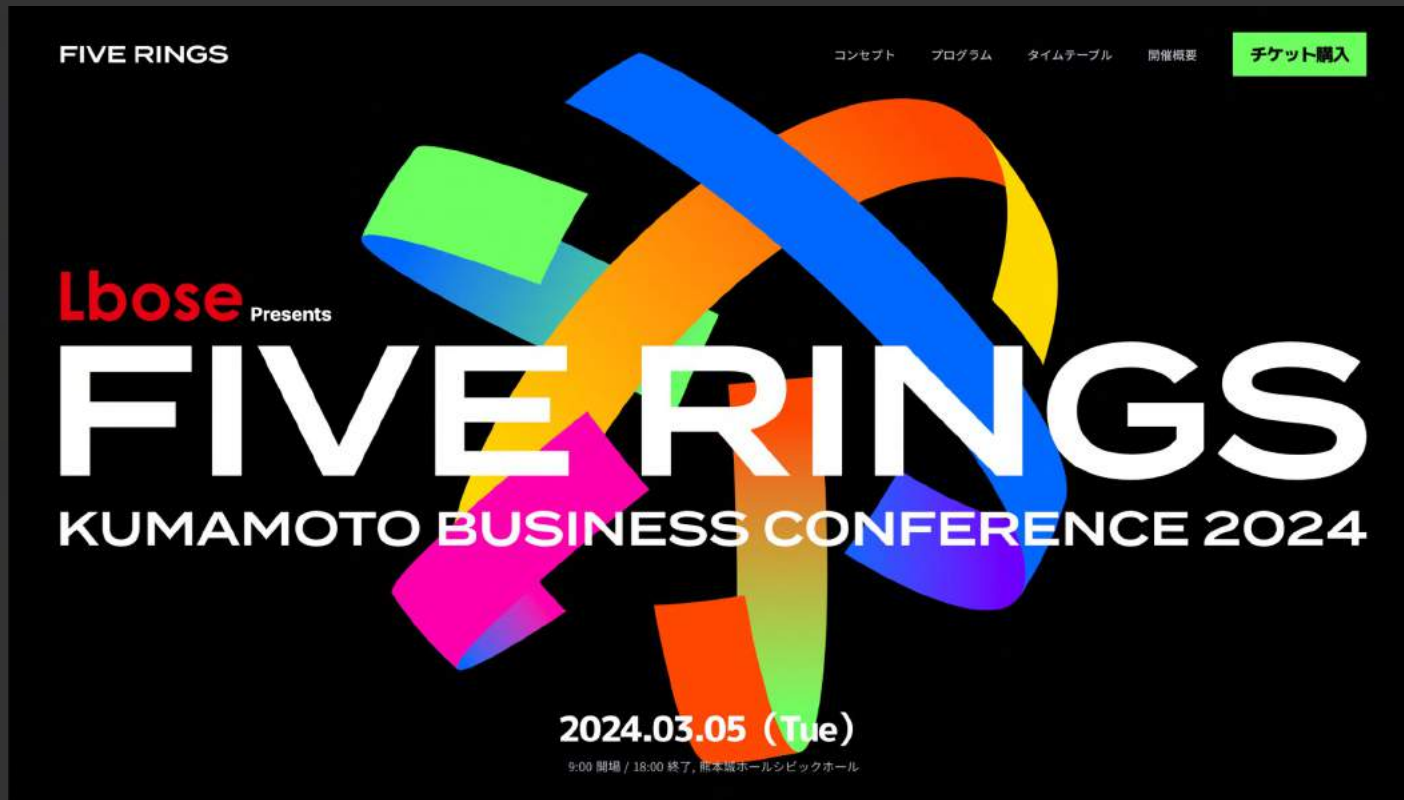 FIVE RINGS
コンセプト プログラム タイムテーブル 開催概要 チケット購入
Lbose Presents
FIVE RINGS
KUMAMOTO BUSINESS CONFERENCE 2024
2024.03.05（Tue）
9:00 開場 / 18:00 終了, 熊本城ホールシビックホール